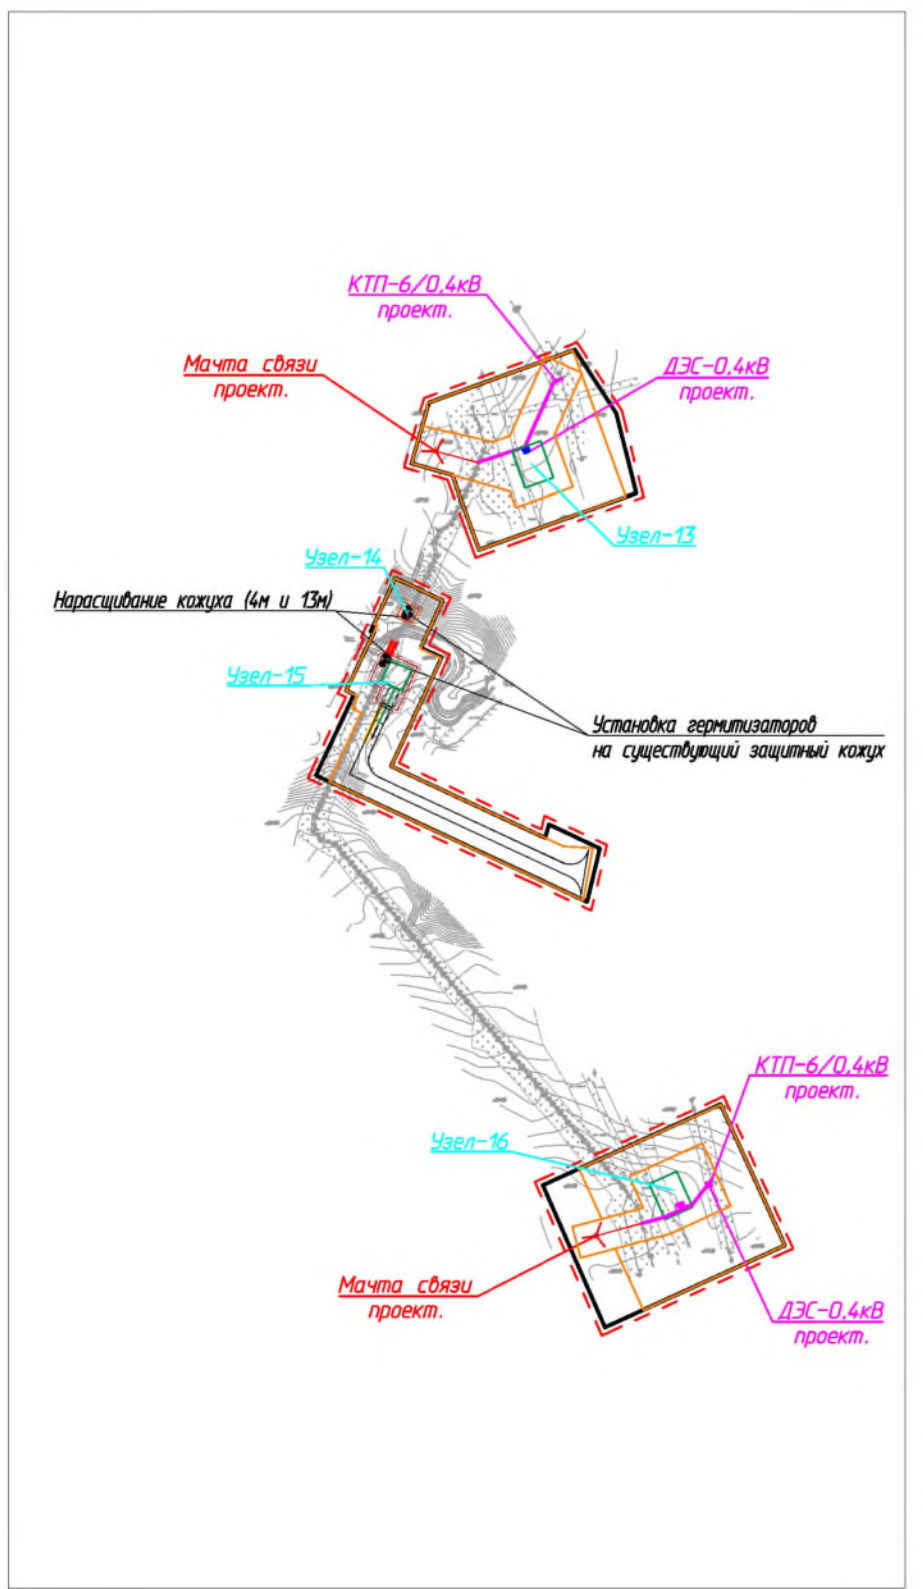 КТП-6/0,4кВ
проект.
Мачта связи
проект.
ДЭС-0,4кВ
проект.
Узел-13
Узел-14
Нарасщивание кожуха (4м и 13м)
Узел-15
Установка гермитизаторов
на существующий защитный кожух
КТП-6/0,4кВ
проект.
Узел-16
Мачта связи
проект.
ДЭС-0,4кВ
проект.